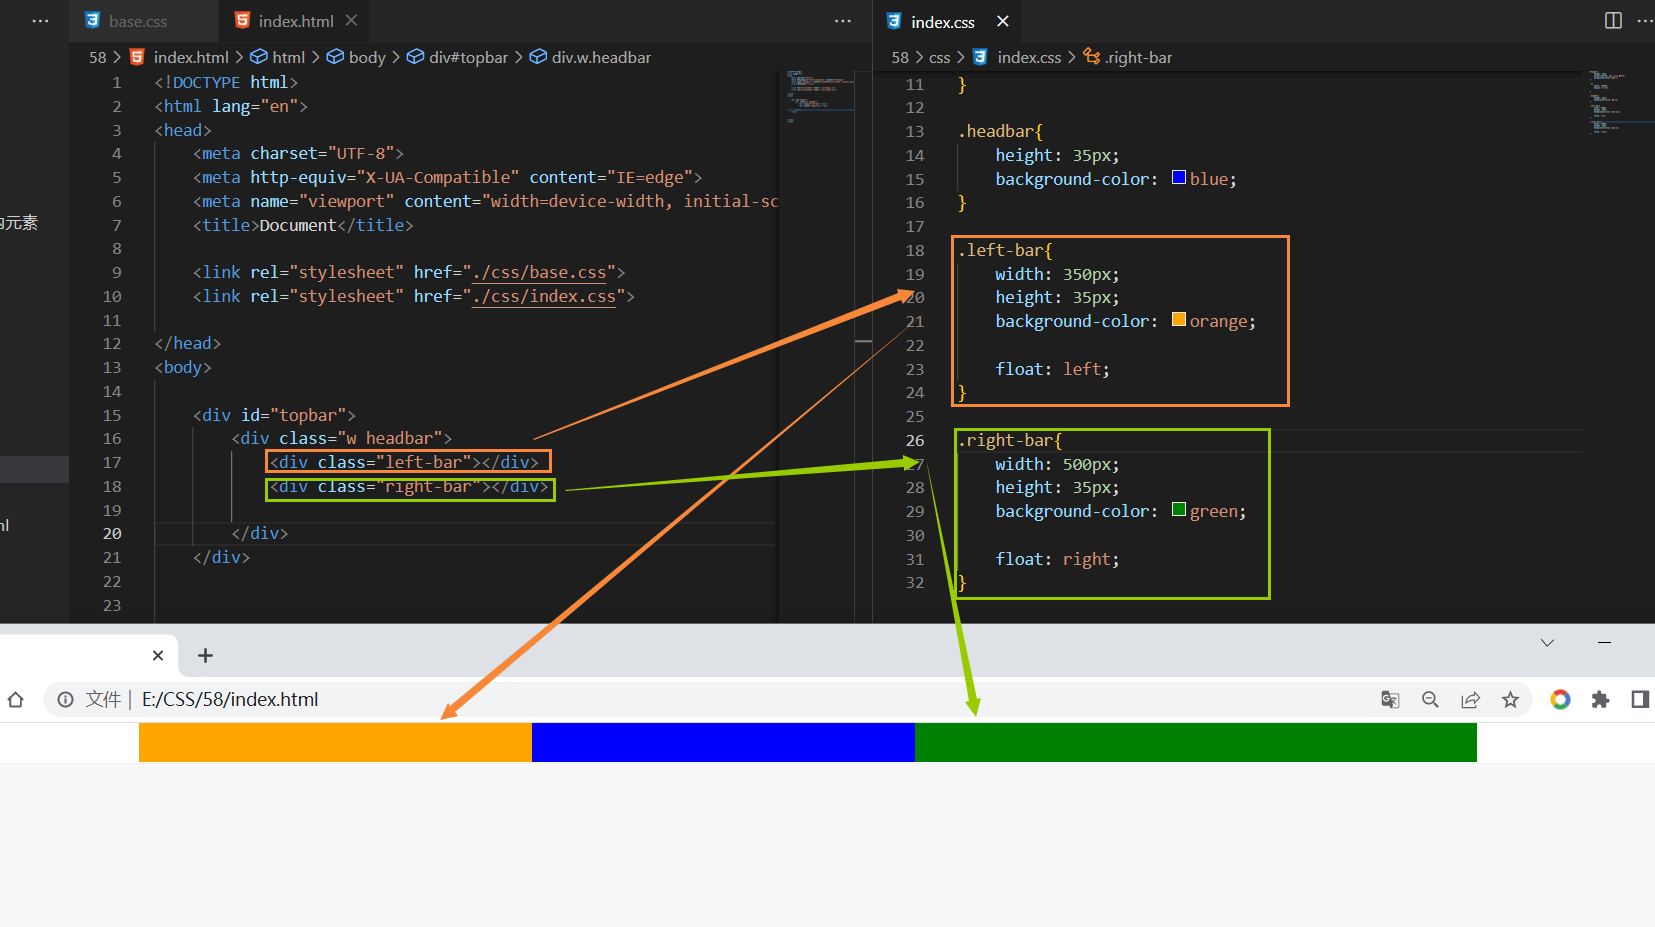 base.css
index.html
58 > index.html > html > body > div#topbar > div.w.headbar
内元素
ml
1 <!DOCTYPE html>
2 <html lang="en">
3 <head>
4 <meta charset="UTF-8">
5 <meta http-equiv="X-UA-Compatible" content="IE=edge">
6 <meta name="viewport" content="width=device-width, initial-sc
7 <title>Document</title>
8
9 <link rel="stylesheet" href="./css/base.css">
10 <link rel="stylesheet" href="./css/index.css">
11
12 </head>
13 <body>
14
15 <div id="topbar">
16 <div class="w headbar">
17 <div class="left-bar"></div>
18 <div class="right-bar"></div>
19
20 </div>
21 </div>
22
23
index.css
58 > css > index.css > .right-bar
11 }
12
13 .headbar{
14 height: 35px;
15 background-color: blue;
16 }
17
18 .left-bar{
19 width: 350px;
20 height: 35px;
21 background-color: orange;
22
23 float: left;
24 }
25
26 .right-bar{
27 width: 500px;
28 height: 35px;
29 background-color: green;
30
31 float: right;
32 }
文件 | E:/CSS/58/index.html